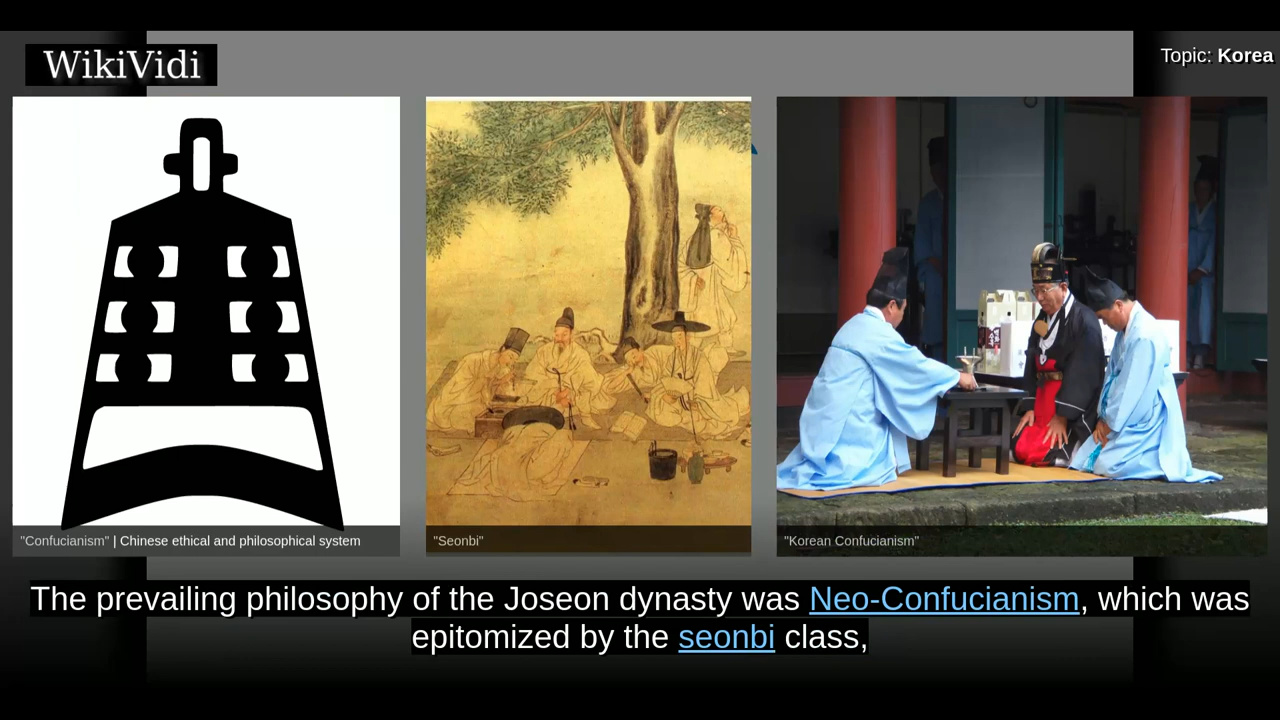 WikiVidi
Topic: Korea
"Confucianism" | Chinese ethical and philosophical system
"Seonbi"
"Korean Confucianism"
The prevailing philosophy of the Joseon dynasty was Neo-Confucianism, which was
epitomized by the seonbi class,